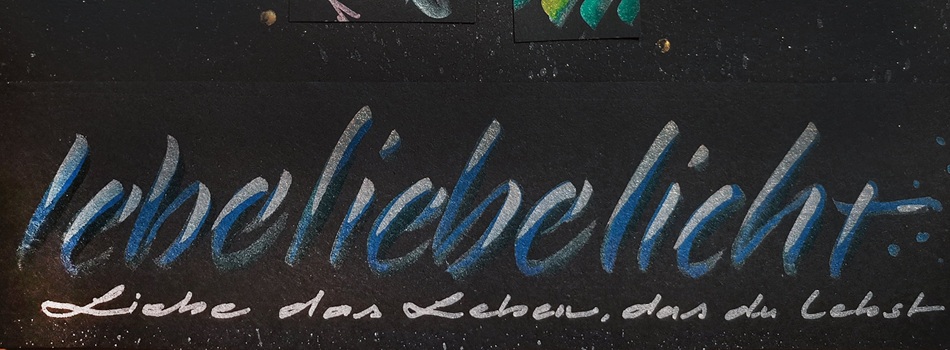 lebeliebelicht
Liebe das Leben, das du lebst